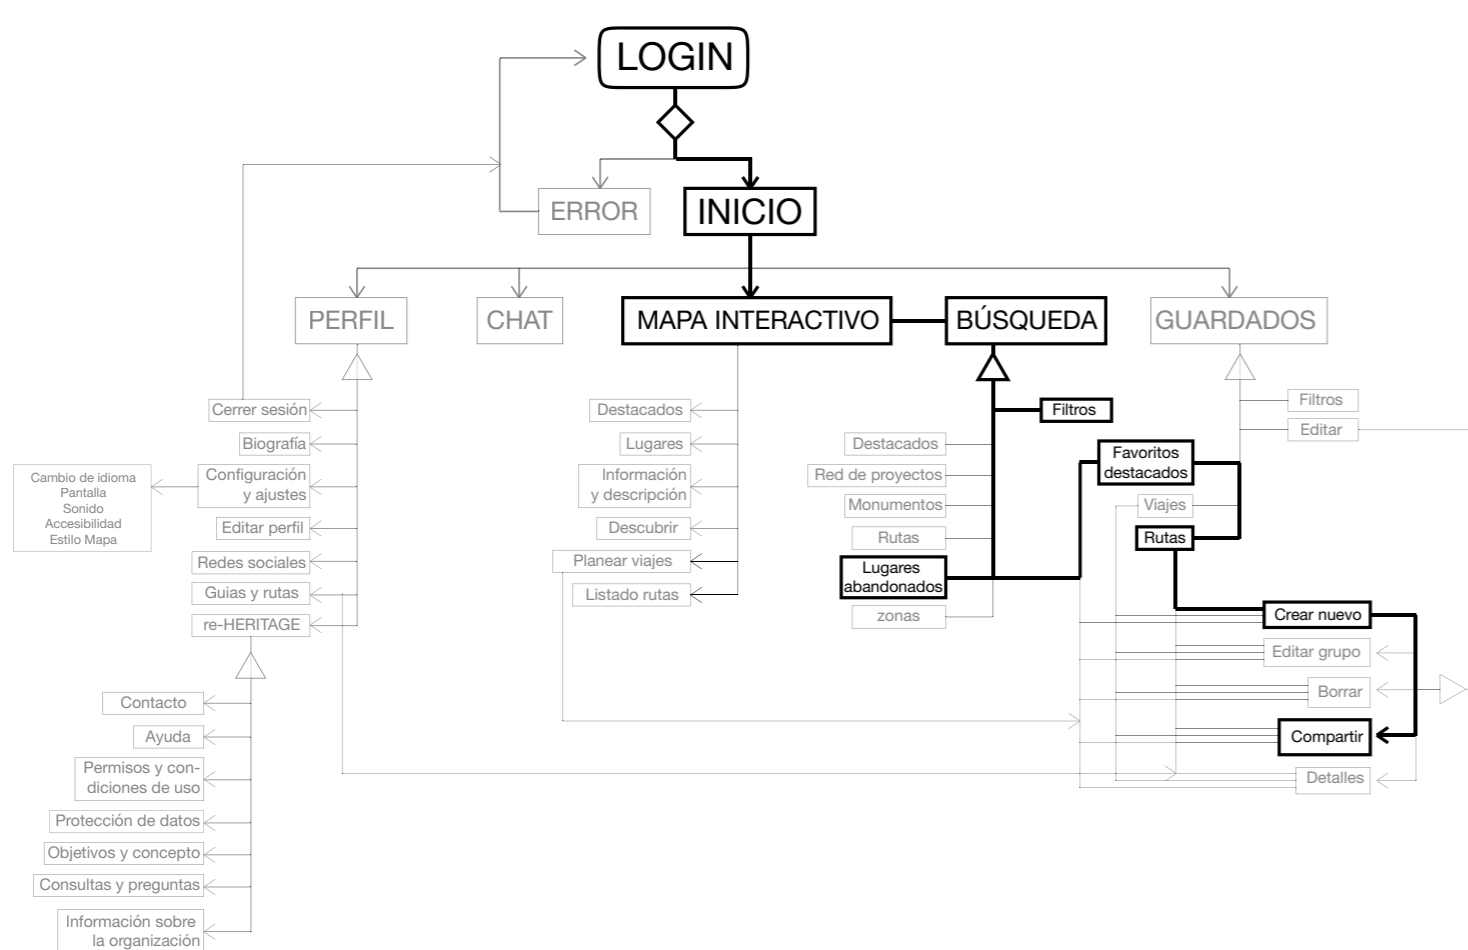 LOGIN
ERROR
INICIO
PERFIL
CHAT
MAPA INTERACTIVO
BÚSQUEDA
GUARDADOS
Cerrer sesión
Biografía
Configuración
y ajustes
Cambio de idioma
Pantalla
Sonido
Accesibilidad
Estilo Mapa
Editar perfil
Redes sociales
Guias y rutas
re-HERITAGE
Contacto
Ayuda
Permisos y con-
diciones de uso
Protección de datos
Objetivos y concepto
Consultas y preguntas
Información sobre
la organización
Destacados
Lugares
Información
y descripción
Descubrir
Planear viajes
Listado rutas
Filtros
Destacados
Red de proyectos
Monumentos
Rutas
Lugares
abandonados
zonas
Filtros
Editar
Favoritos
destacados
Viajes
Rutas
Crear nuevo
Editar grupo
Borrar
Compartir
Detalles